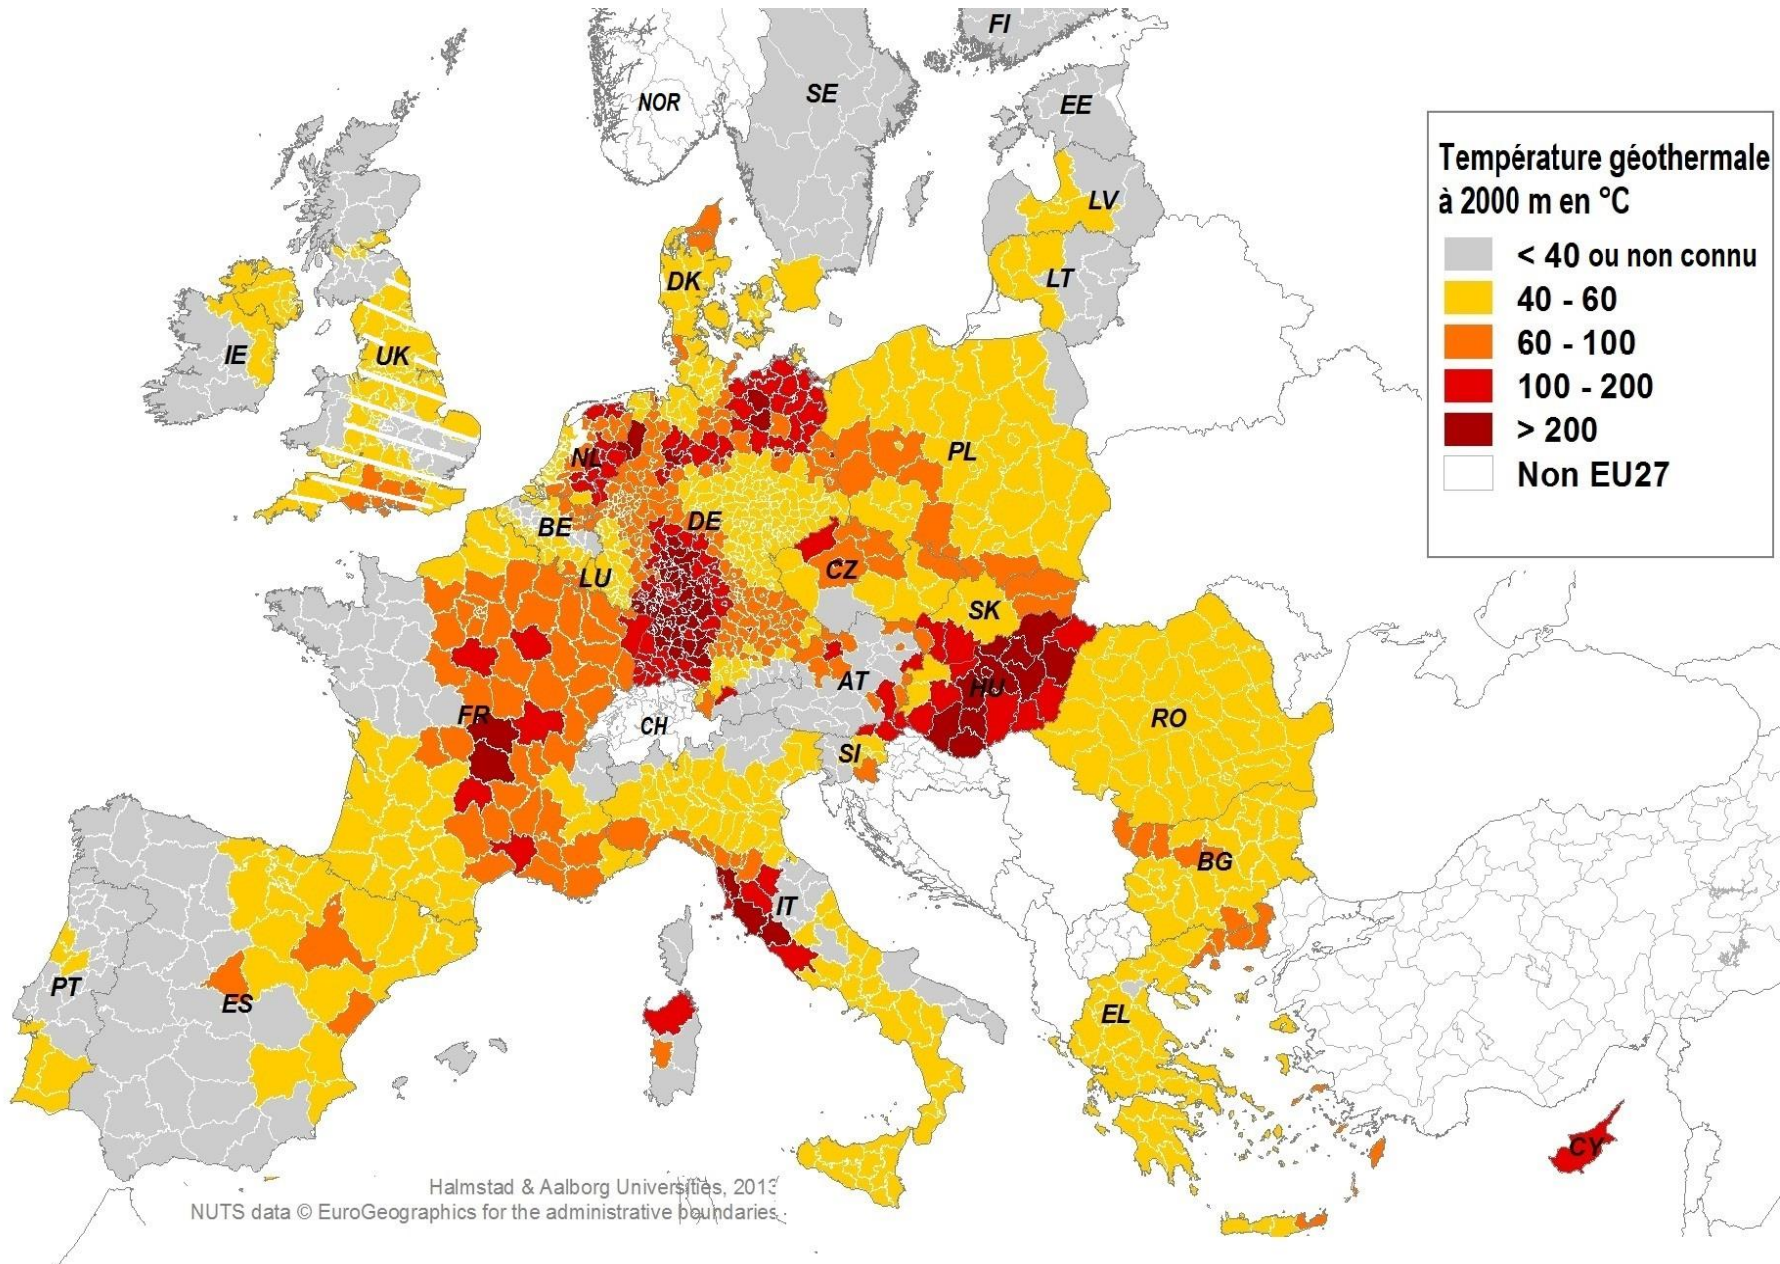 FI
NOR
SE
EE
LV
LT
DK
IE
UK
NL
PL
BE
DE
LU
CZ
SK
AT
HU
FR
CH
SI
RO
BG
IT
PT
ES
EL
CY
Température géothermale
à 2000 m en °C
< 40 ou non connu
40 - 60
60 - 100
100 - 200
> 200
Non EU27
Halmstad & Aalborg Universities, 2013
NUTS data © EuroGeographics for the administrative boundaries